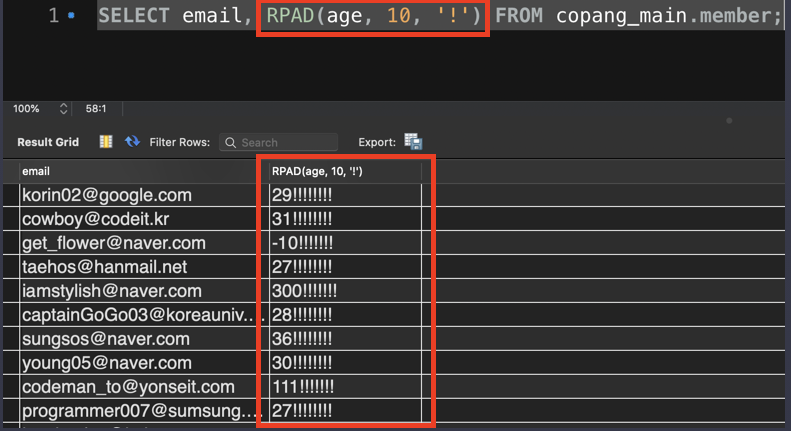 1 SELECT email, RPAD(age, 10, '!') FROM copang_main.member;
100% 58:1
Result Grid Filter Rows: Search Export:
email RPAD(age, 10, '!')
korin02@google.com 29!!!!!!!!
cowboy@codeit.kr 31!!!!!!!!
get_flower@naver.com -10!!!!!!!
taehos@hanmail.net 27!!!!!!!!
iamstylish@naver.com 300!!!!!!!
captainGoGo03@koreauniv.... 28!!!!!!!!
sungsos@naver.com 36!!!!!!!!
young05@naver.com 30!!!!!!!!
codeman_to@yonseit.com 111!!!!!!!
programmer007@sumsung.... 27!!!!!!!!